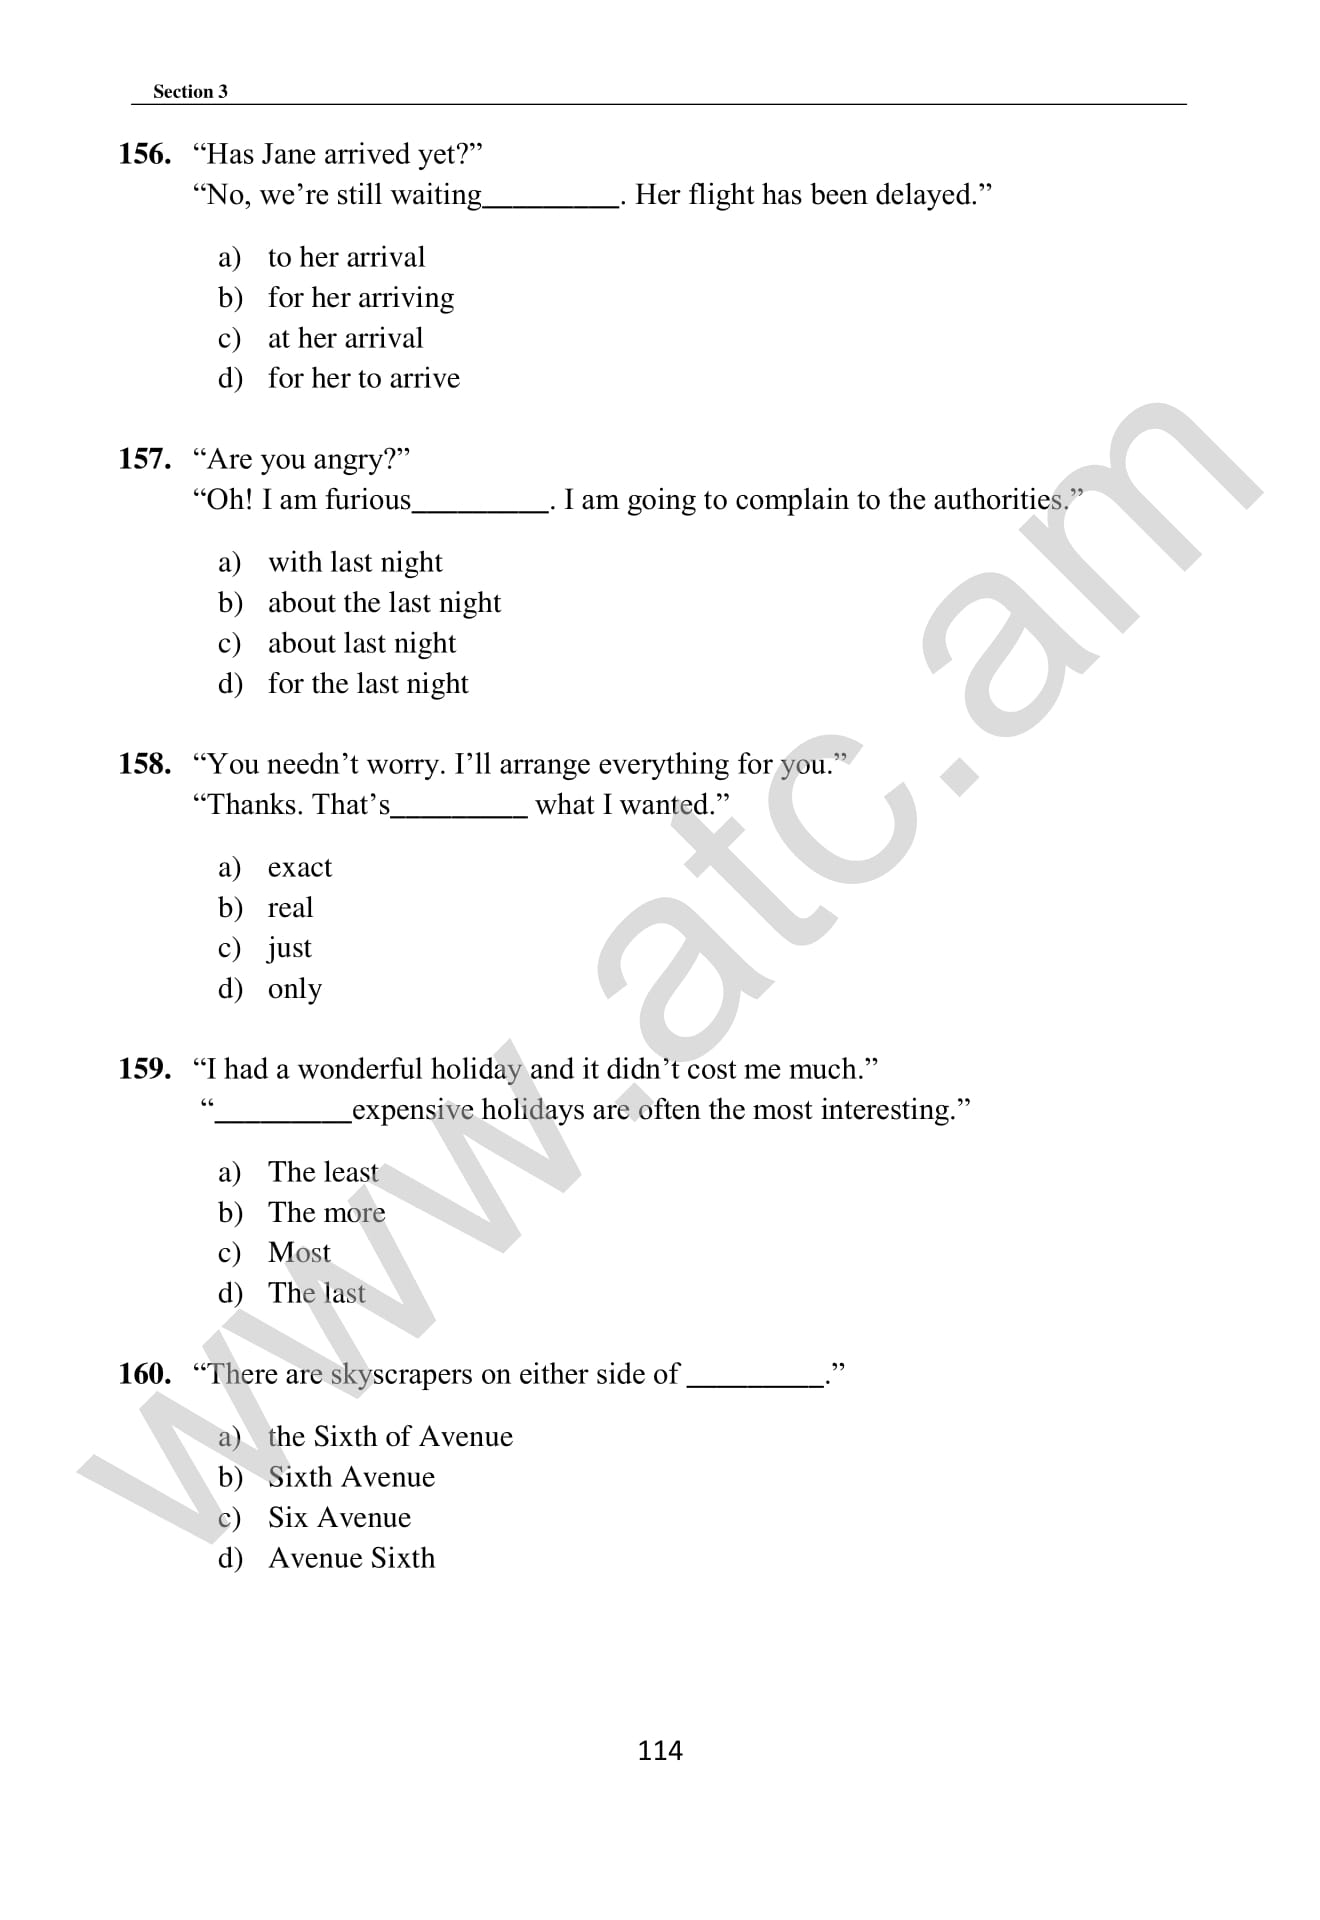 Section 3
156. “Has Jane arrived yet?”
“No, we’re still waiting_________. Her flight has been delayed.”
a) to her arrival
b) for her arriving
c) at her arrival
d) for her to arrive
157. “Are you angry?”
“Oh! I am furious_________. I am going to complain to the authorities.”
a) with last night
b) about the last night
c) about last night
d) for the last night
158. “You needn’t worry. I’ll arrange everything for you.”
“Thanks. That’s_________ what I wanted.”
a) exact
b) real
c) just
d) only
159. “I had a wonderful holiday and it didn’t cost me much.”
“_________expensive holidays are often the most interesting.”
a) The least
b) The more
c) Most
d) The last
160. “There are skyscrapers on either side of _________.”
a) the Sixth of Avenue
b) Sixth Avenue
c) Six Avenue
d) Avenue Sixth
114
www.atc.am